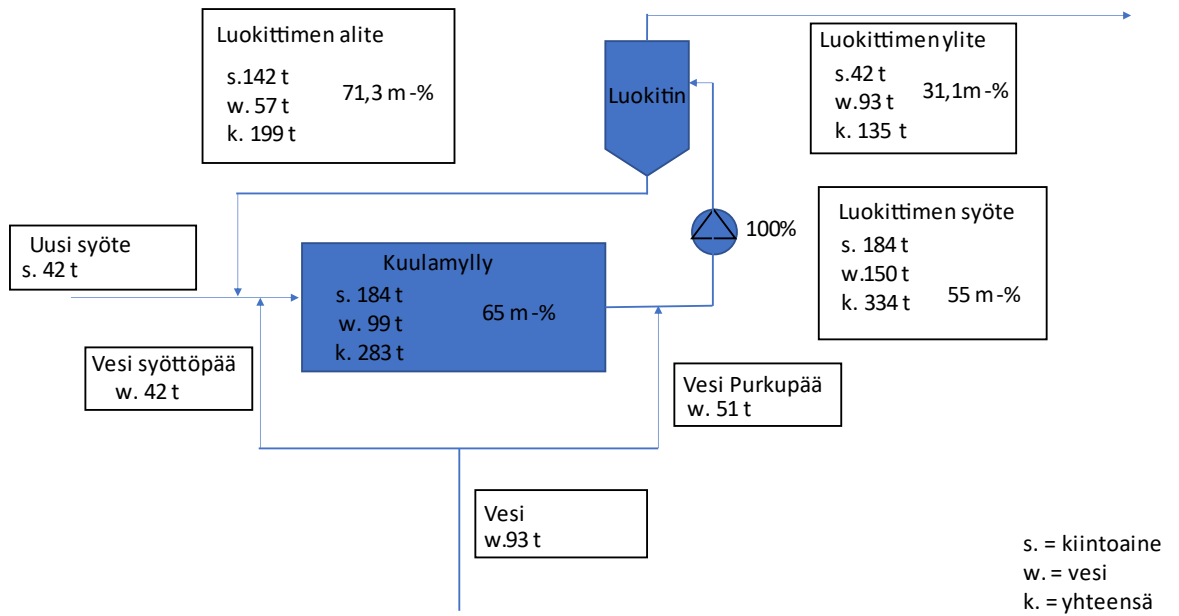 Luokittimen alite
s.142 t
w. 57 t
k. 199 t
71,3 m -%
Luokitin
Luokittimen ylite
s.42 t
w.93 t
k. 135 t
31,1m -%
Luokittimen syöte
s. 184 t
w.150 t
k. 334 t
55 m -%
100%
Uusi syöte
s. 42 t
Kuulamylly
s. 184 t
w. 99 t
k. 283 t
65 m -%
Vesi syöttöpää
w. 42 t
Vesi Purkupää
w. 51 t
Vesi
w.93 t
s. = kiintoaine
w. = vesi
k. = yhteensä